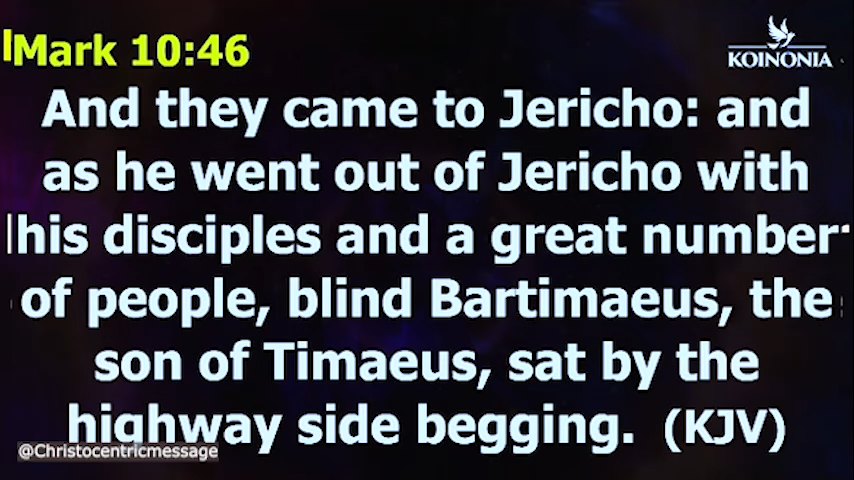 Mark 10:46
KOINONIA
And they came to Jericho: and
as he went out of Jericho with
his disciples and a great number
of people, blind Bartimaeus, the
son of Timaeus, sat by the
highway side begging. (KJV)
@Christocentricmessage